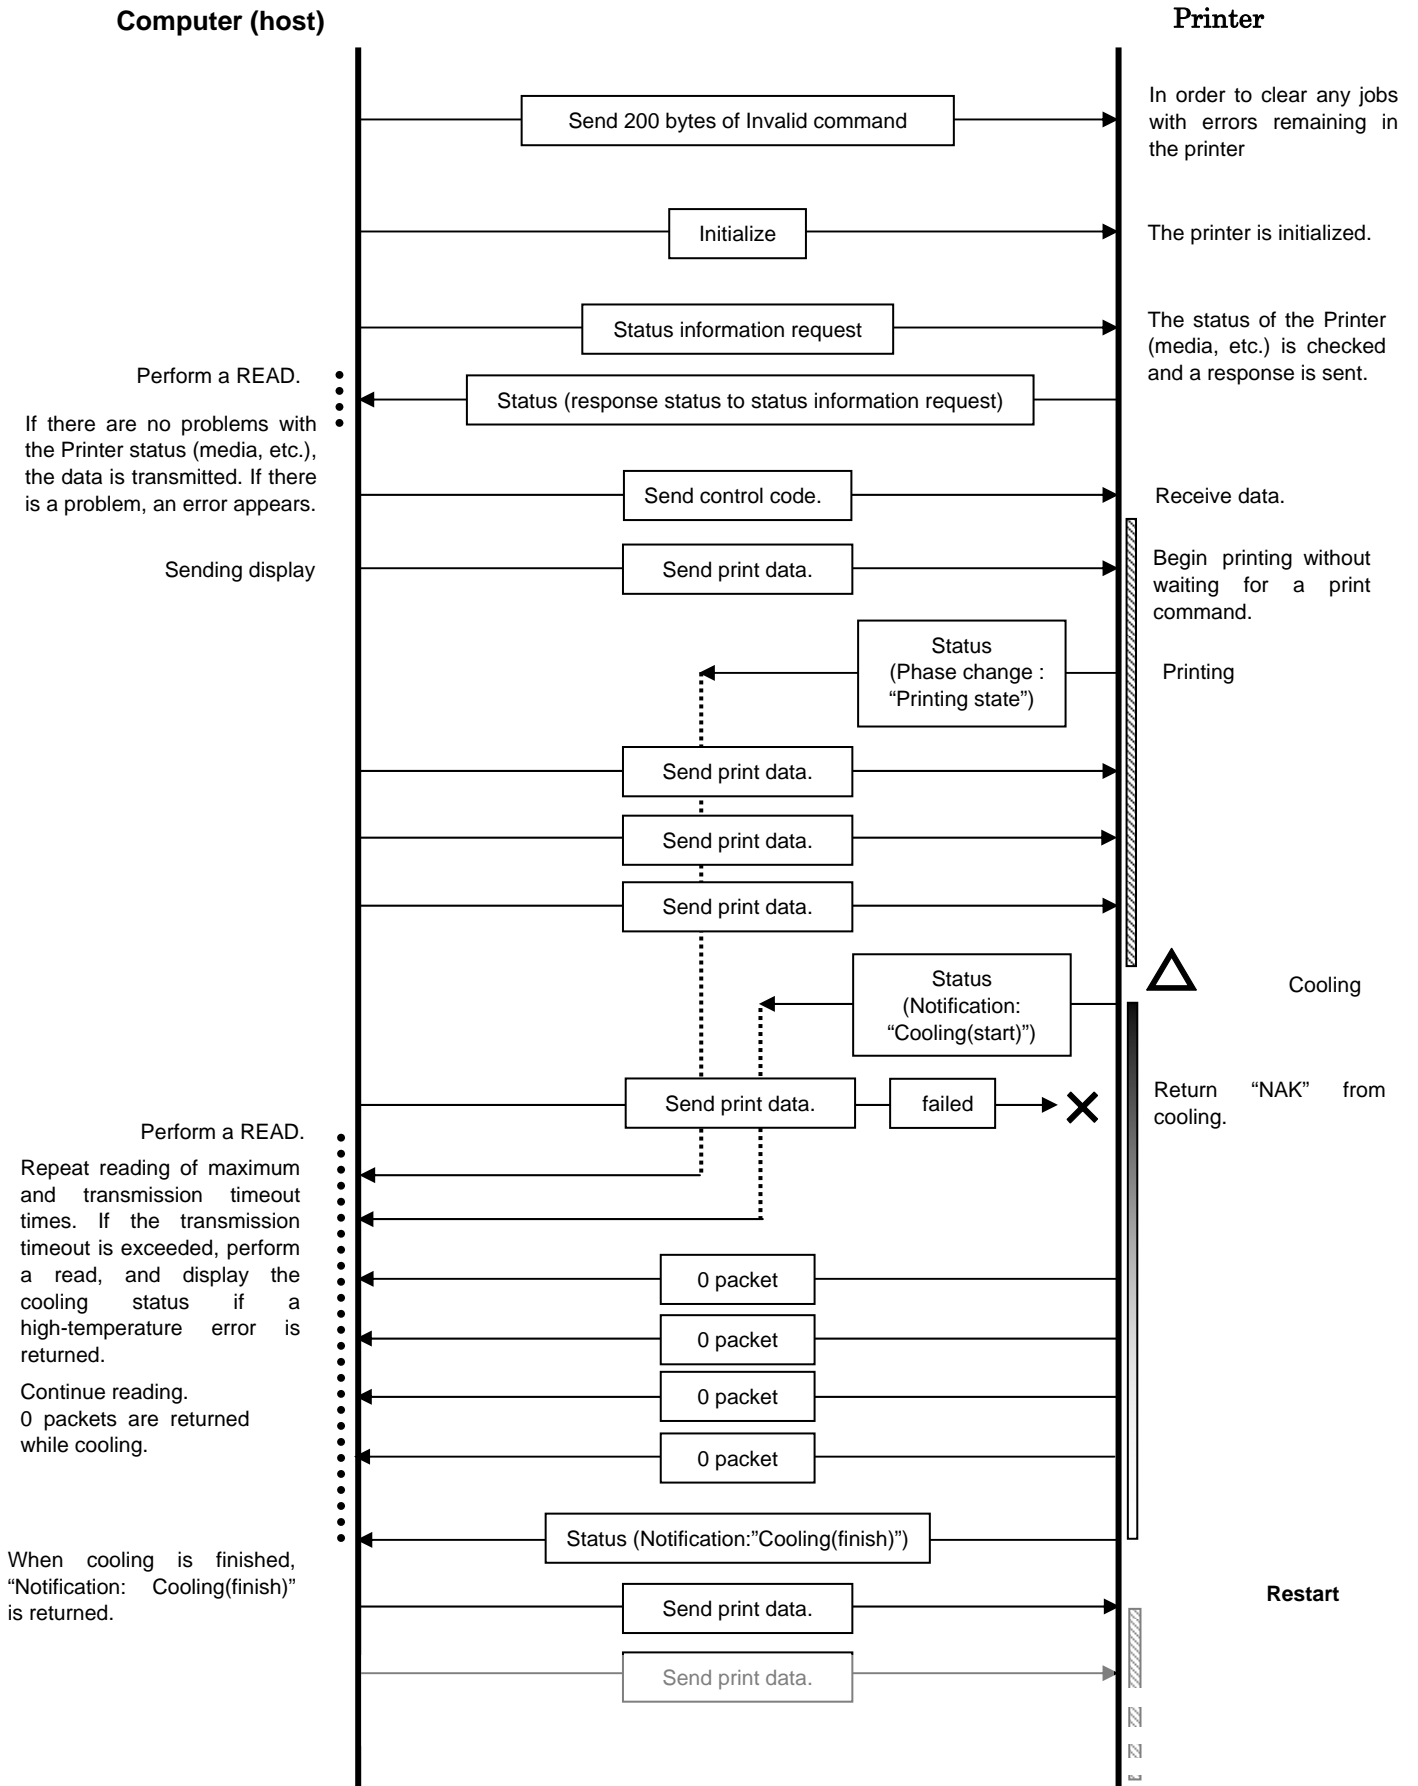 Computer (host)
Printer
Send 200 bytes of Invalid command
In order to clear any jobs
with errors remaining in
the printer
Initialize
The printer is initialized.
Status information request
The status of the Printer
(media, etc.) is checked
and a response is sent.
Perform a READ.
Status (response status to status information request)
If there are no problems with
the Printer status (media, etc.),
the data is transmitted. If there
is a problem, an error appears.
Send control code.
Receive data.
Sending display
Send print data.
Begin printing without
waiting for a print
command.
Status
(Phase change :
“Printing state”)
Printing
Send print data.
Send print data.
Send print data.
Status
(Notification:
“Cooling(start)”)
Cooling
Send print data.
failed
Return “NAK” from
cooling.
Perform a READ.
Repeat reading of maximum
and transmission timeout
times. If the transmission
timeout is exceeded, perform
a read, and display the
cooling status if a
high-temperature error is
returned.
0 packet
0 packet
Continue reading.
0 packets are returned
while cooling.
0 packet
0 packet
Status (Notification:”Cooling(finish)”)
When cooling is finished,
“Notification: Cooling(finish)”
is returned.
Send print data.
Restart
Send print data.